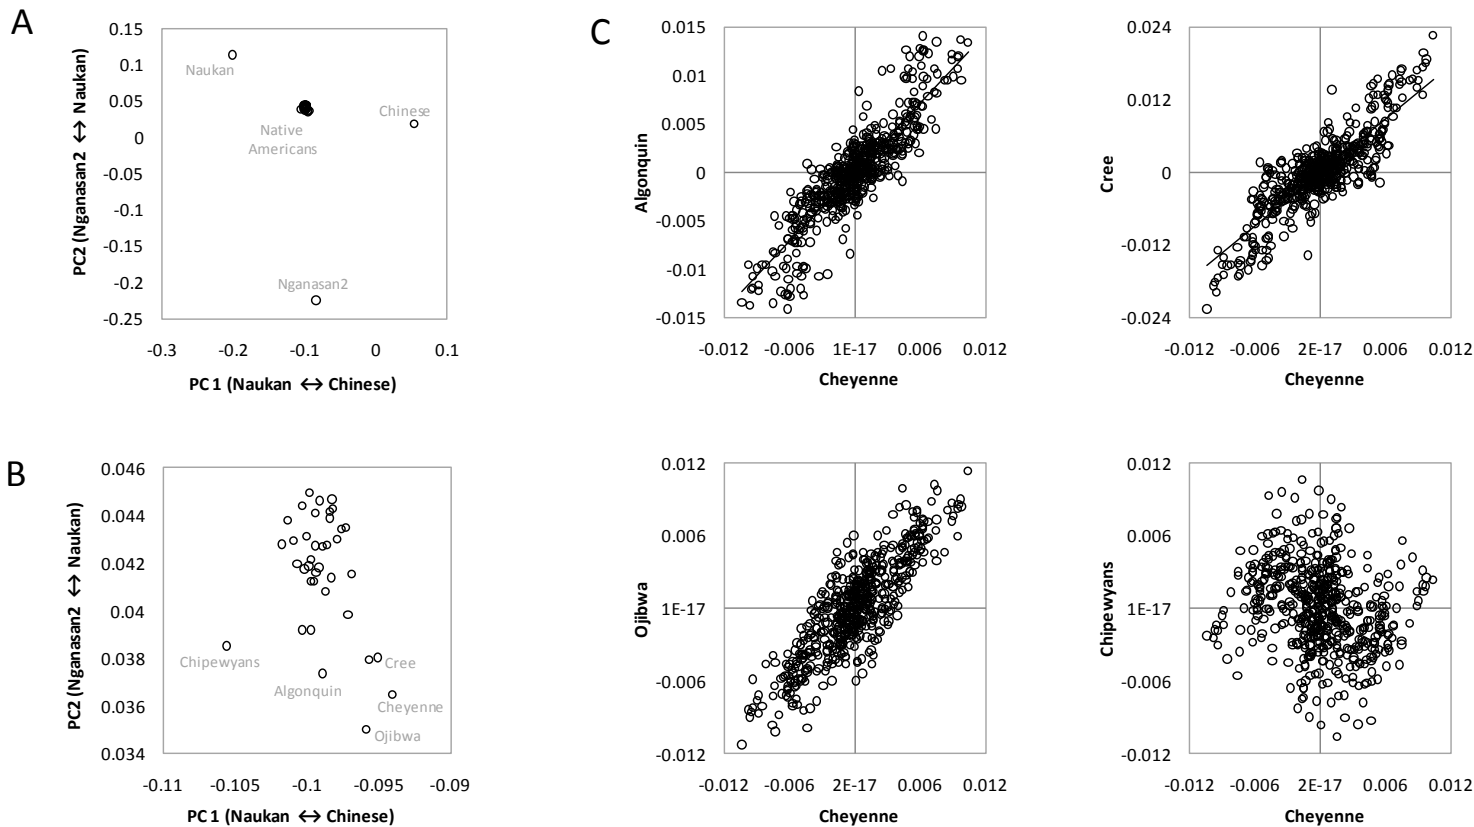 A
PC2 (Nganasan2 ↔ Naukan)
0.15
0.1
0.05
0
-0.05
-0.1
-0.15
-0.2
-0.25
Naukan
Chinese
Native
Americans
Nganasan2
-0.3 -0.2 -0.1 0 0.1
PC 1 (Naukan ↔ Chinese)
B
PC2 (Nganasan2 ↔ Naukan)
0.046
0.044
0.042
0.04
0.038
0.036
0.034
Chipewyans
Cree
Algonquin
Cheyenne
Ojibwa
-0.11 -0.105 -0.1 -0.095 -0.09
PC 1 (Naukan ↔ Chinese)
C
Algonquin
0.015
0.01
0.005
0
-0.005
-0.01
-0.015
-0.012 -0.006 1E-17 0.006 0.012
Cheyenne
Cree
0.024
0.012
0
-0.012
-0.024
-0.012 -0.006 2E-17 0.006 0.012
Cheyenne
Ojibwa
0.012
0.006
1E-17
-0.006
-0.012
-0.012 -0.006 2E-17 0.006 0.012
Cheyenne
Chipewyans
0.012
0.006
1E-17
-0.006
-0.012
-0.012 -0.006 2E-17 0.006 0.012
Cheyenne